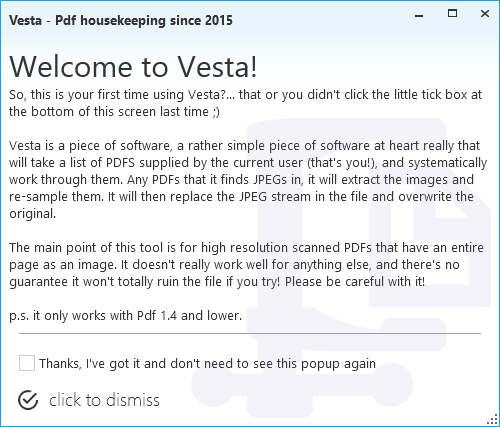 Vesta - Pdf housekeeping since 2015
Welcome to Vesta!
So, this is your first time using Vesta?... that or you didn't click the little tick box at
the bottom of this screen last time ;)
Vesta is a piece of software, a rather simple piece of software at heart really that
will take a list of PDFS supplied by the current user (that's you!), and systematically
work through them. Any PDFs that it finds JPEGs in, it will extract the images and
re-sample them. It will then replace the JPEG stream in the file and overwrite the
original.
The main point of this tool is for high resolution scanned PDFs that have an entire
page as an image. It doesn't really work well for anything else, and there's no
guarantee it won't totally ruin the file if you try! Please be careful with it!
p.s. it only works with Pdf 1.4 and lower.
Thanks, I've got it and don't need to see this popup again
click to dismiss